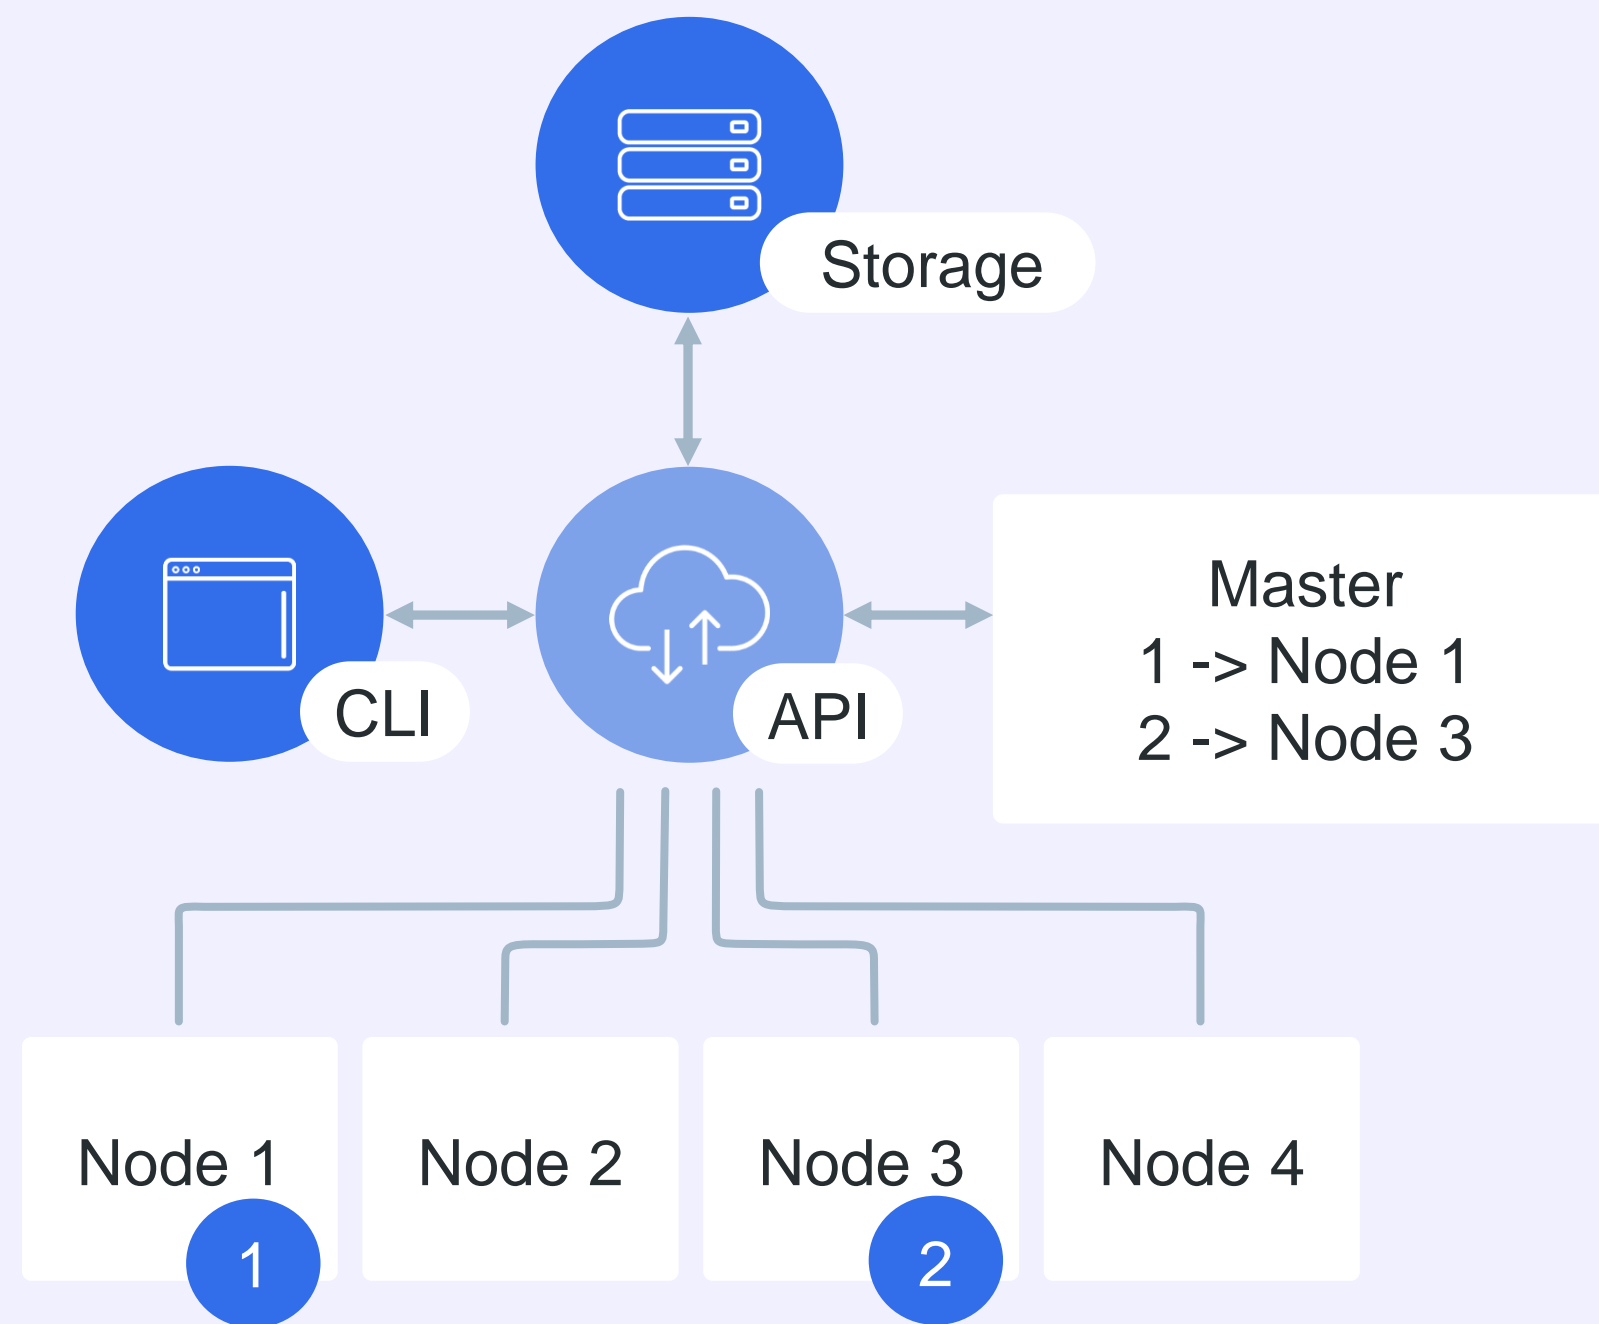 Storage
CLI
API
Master
1 -> Node 1
2 -> Node 3
Node 1
Node 2
Node 3
Node 4
1
2